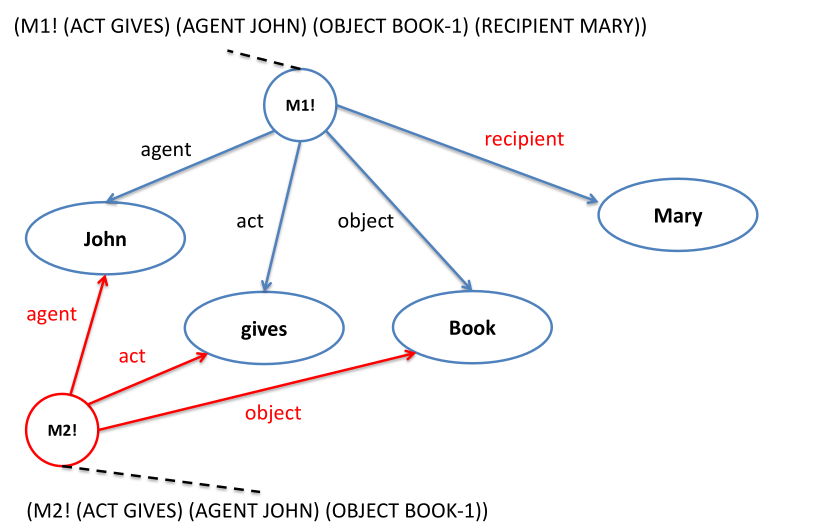 (M1! (ACT GIVES) (AGENT JOHN) (OBJECT BOOK-1) (RECIPIENT MARY))
M1!
agent
recipient
act
object
Mary
John
agent
gives
Book
act
object
M2!
(M2! (ACT GIVES) (AGENT JOHN) (OBJECT BOOK-1))